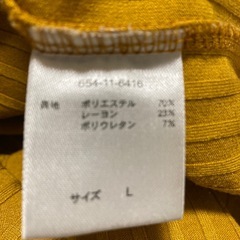 654-11-6416
表地 ポリエステル 70%
レーヨン 23%
ポリウレタン 7%
サイズ L